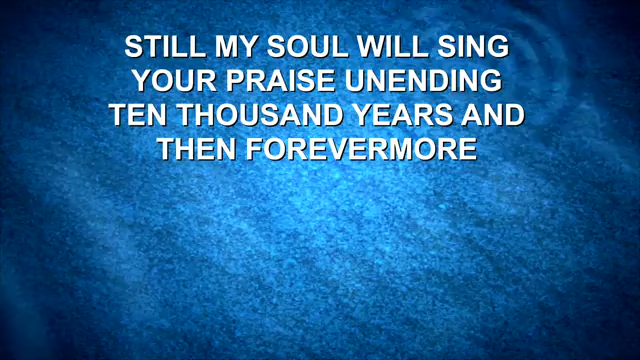 STILL MY SOUL WILL SING
YOUR PRAISE UNENDING
TEN THOUSAND YEARS AND
THEN FOREVERMORE